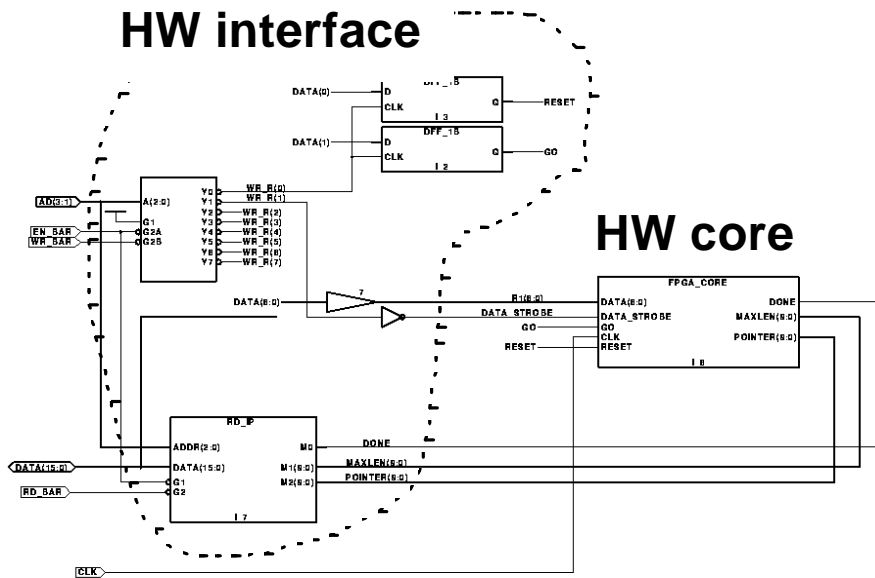 HW interface
DFF_1S
DATA(0)
D
CLK
Q
RESET
I 3
DFF_1S
DATA(1)
D
CLK
Q
GO
I 2
AD(3:1)
A(2:0)
G1
EN_BAR
G2A
WR_BAR
G2B
Y0
WR_R(0)
Y1
WR_R(1)
Y2
WR_R(2)
Y3
WR_R(3)
Y4
WR_R(4)
Y5
WR_R(5)
Y6
WR_R(6)
Y7
WR_R(7)
HW core
FPGA_CORE
7
DATA(6:0)
R1(6:0)
DATA(6:0)
DONE
DATA_STROBE
DATA_STROBE
MAXLEN(6:0)
GO
GO
CLK
POINTER(6:0)
RESET
RESET
I 8
RD_IP
ADDR(2:0)
M0
DONE
DATA(15:0)
DATA(15:0)
M1(6:0)
MAXLEN(6:0)
G1
M2(6:0)
POINTER(6:0)
RD_BAR
G2
I 7
CLK